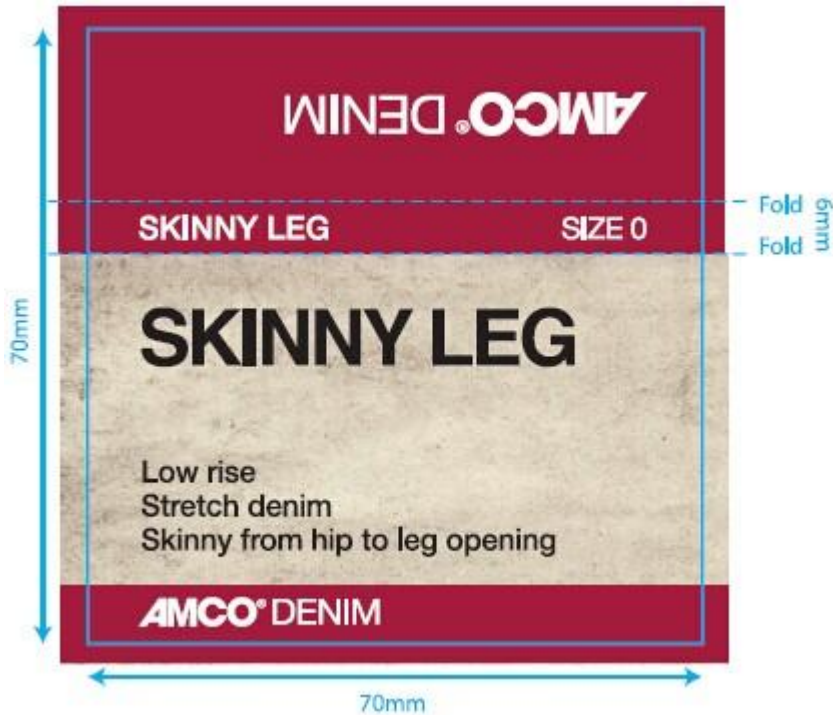 AMCO® DENIM
SKINNY LEG SIZE 0
Fold
Fold
6mm
SKINNY LEG
70mm
Low rise
Stretch denim
Skinny from hip to leg opening
AMCO® DENIM
70mm